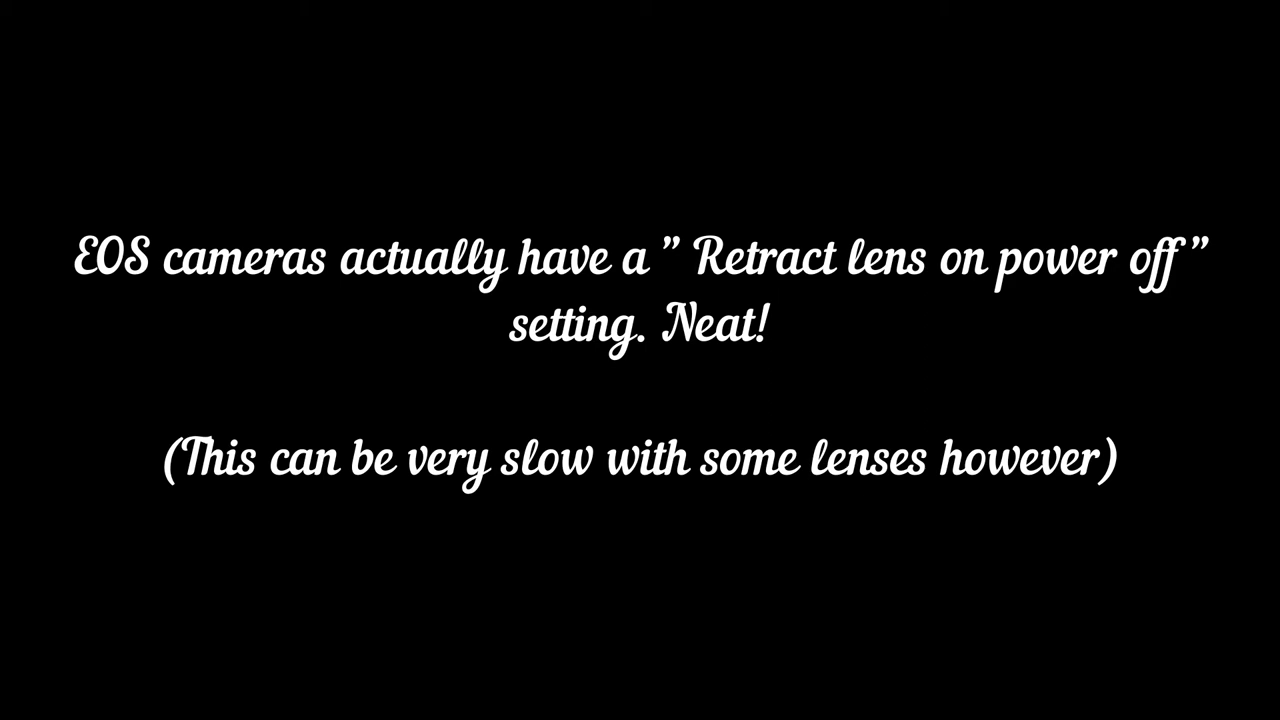 EOS cameras actually have a ” Retract lens on power off ”
setting. Neat!
(This can be very slow with some lenses however)